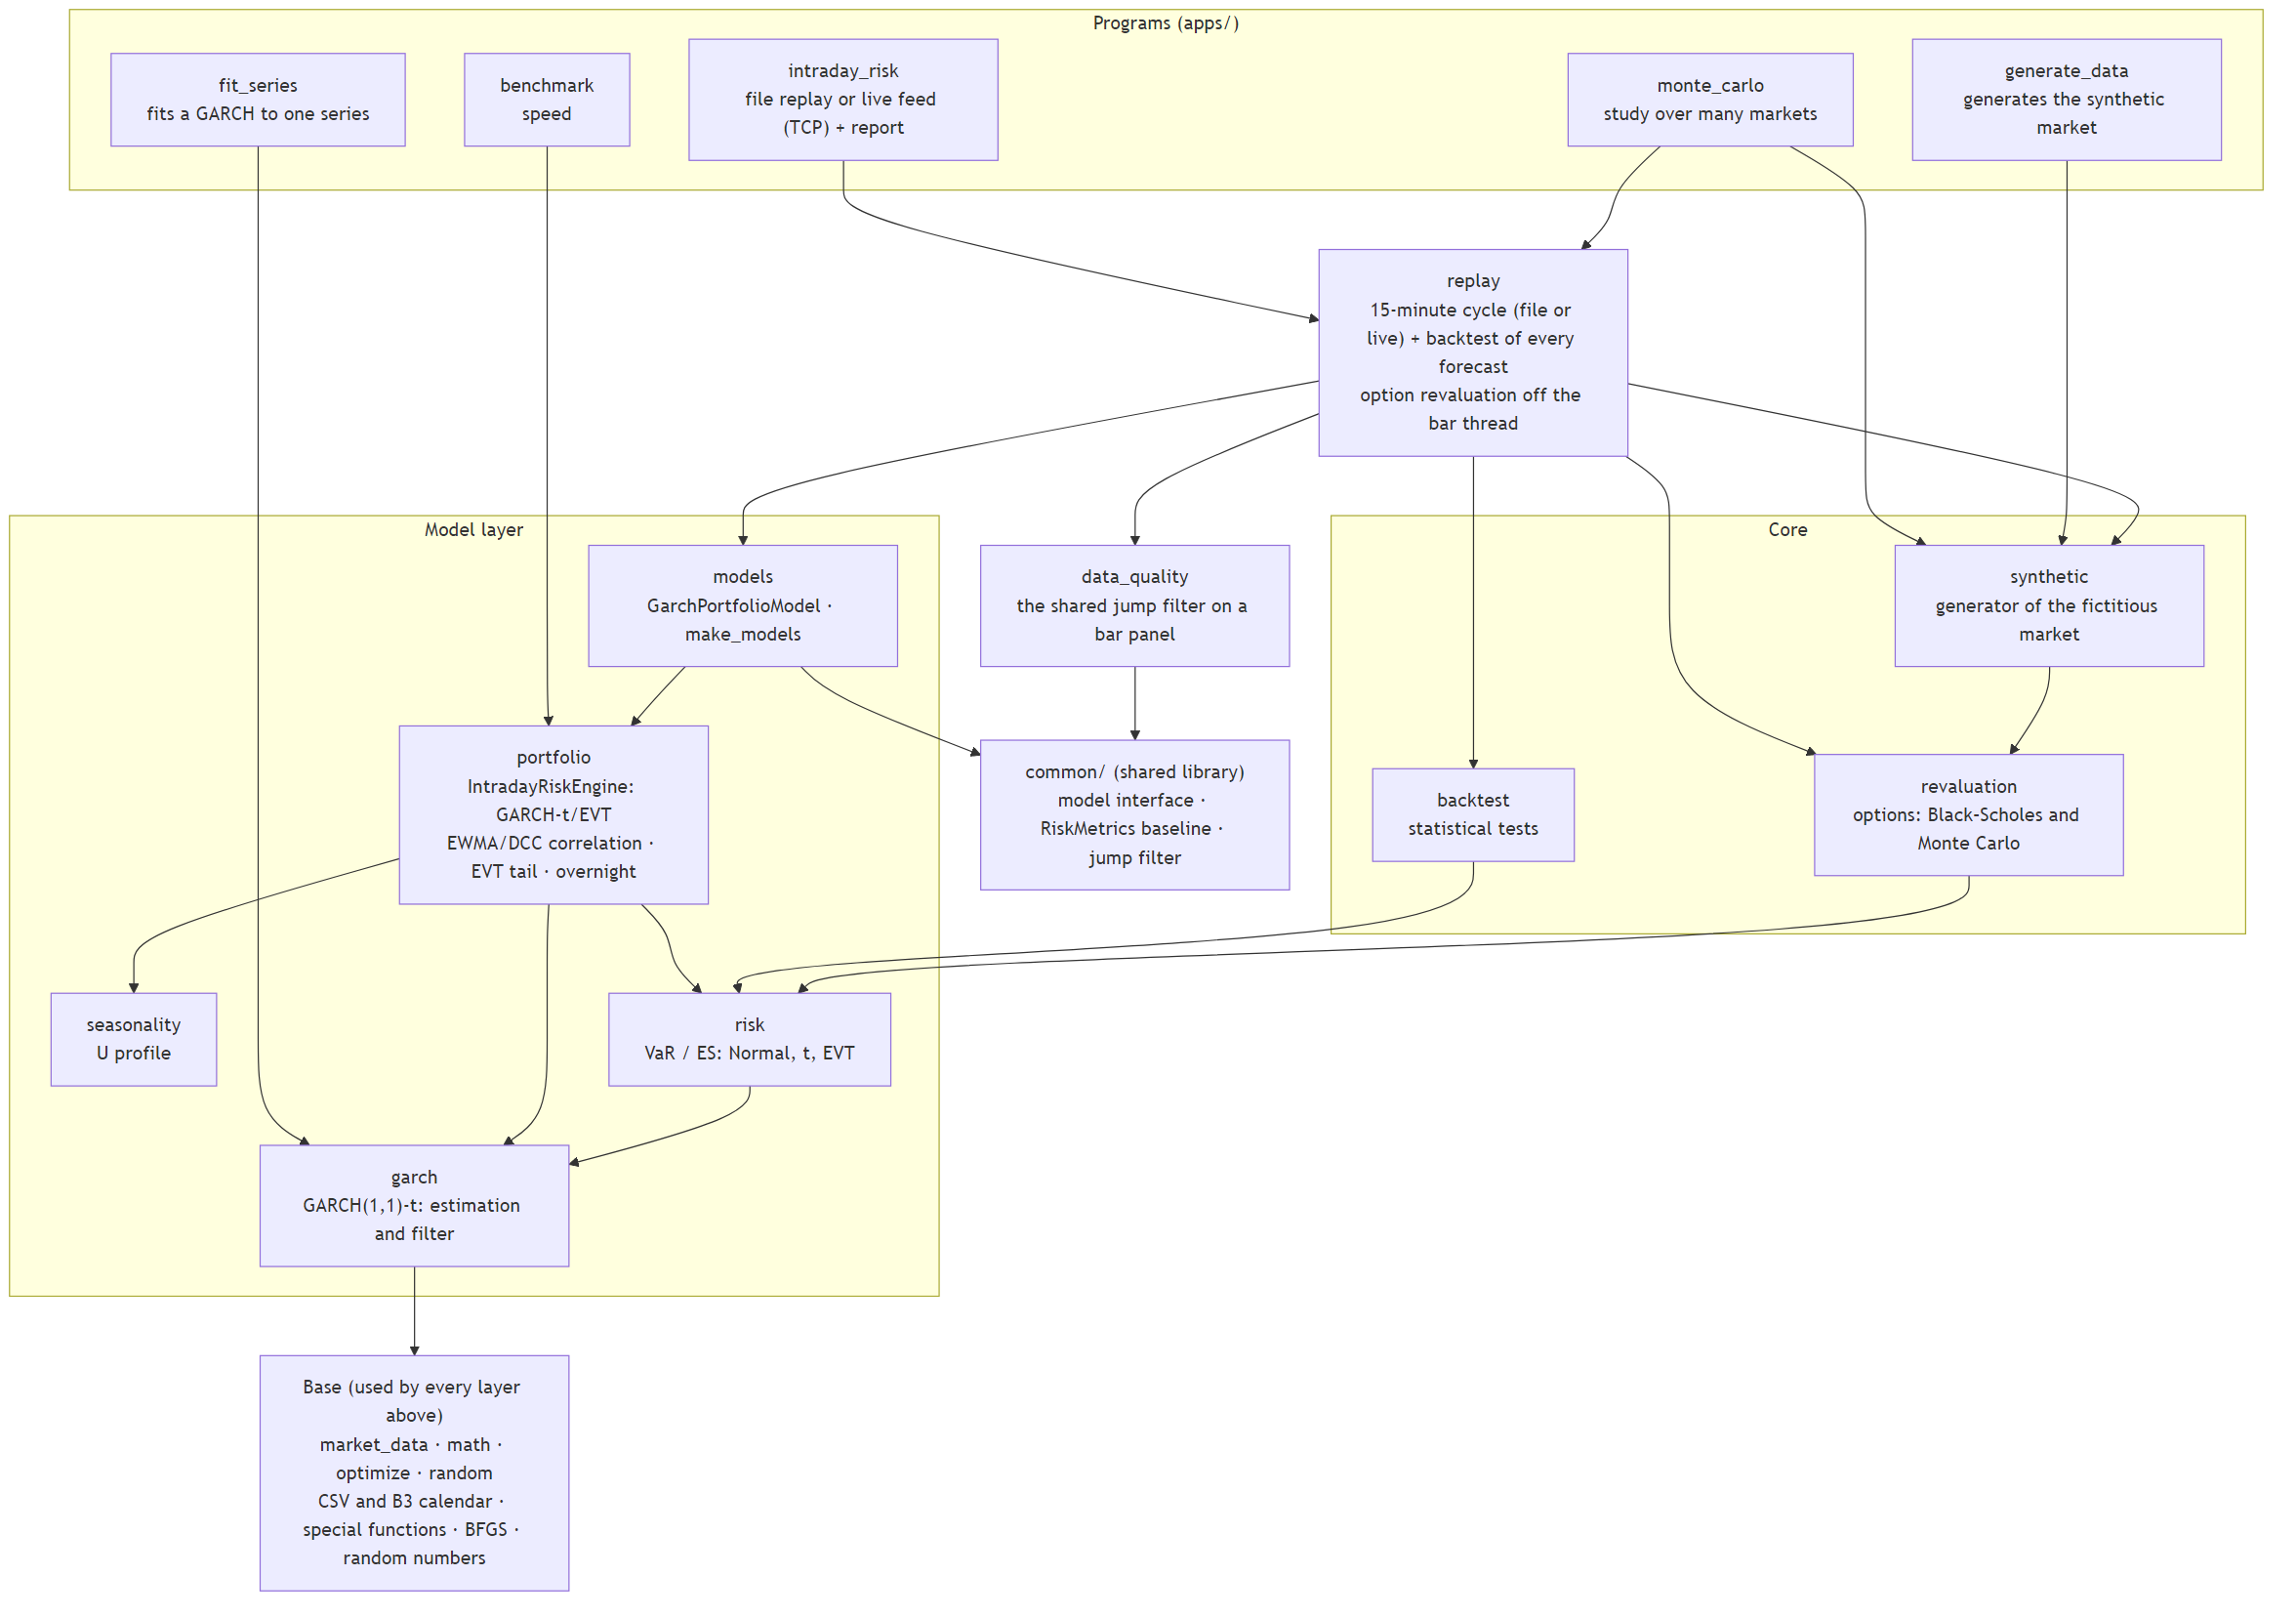 Programs (apps/)
fit_series
fits a GARCH to one series
benchmark
speed
intraday_risk
file replay or live feed
(TCP) + report
monte_carlo
study over many markets
generate_data
generates the synthetic
market
replay
15-minute cycle (file or
live) + backtest of every
forecast
option revaluation off the
bar thread
Model layer
models
GarchPortfolioModel ·
make_models
data_quality
the shared jump filter on a
bar panel
Core
synthetic
generator of the fictitious
market
portfolio
IntradayRiskEngine:
GARCH-t/EVT
EWMA/DCC correlation ·
EVT tail · overnight
common/ (shared library)
model interface ·
RiskMetrics baseline ·
jump filter
backtest
statistical tests
revaluation
options: Black-Scholes and
Monte Carlo
seasonality
U profile
risk
VaR / ES: Normal, t, EVT
garch
GARCH(1,1)-t: estimation
and filter
Base (used by every layer
above)
market_data · math ·
optimize · random
CSV and B3 calendar ·
special functions · BFGS ·
random numbers